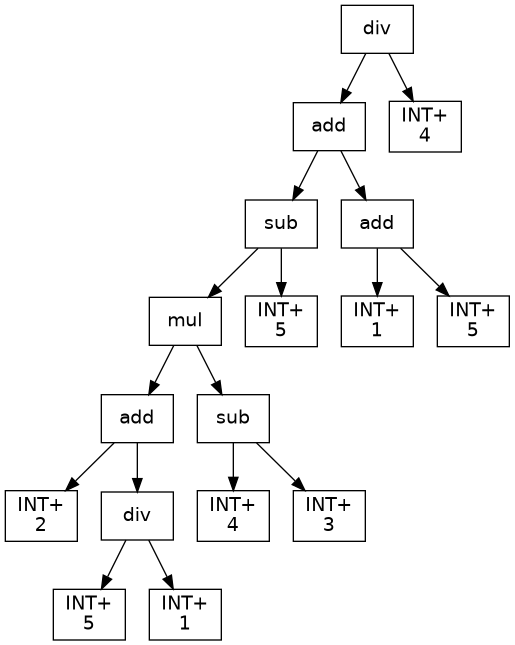 div
add
INT+
4
sub
add
mul
INT+
5
INT+
1
INT+
5
add
sub
INT+
2
div
INT+
4
INT+
3
INT+
5
INT+
1